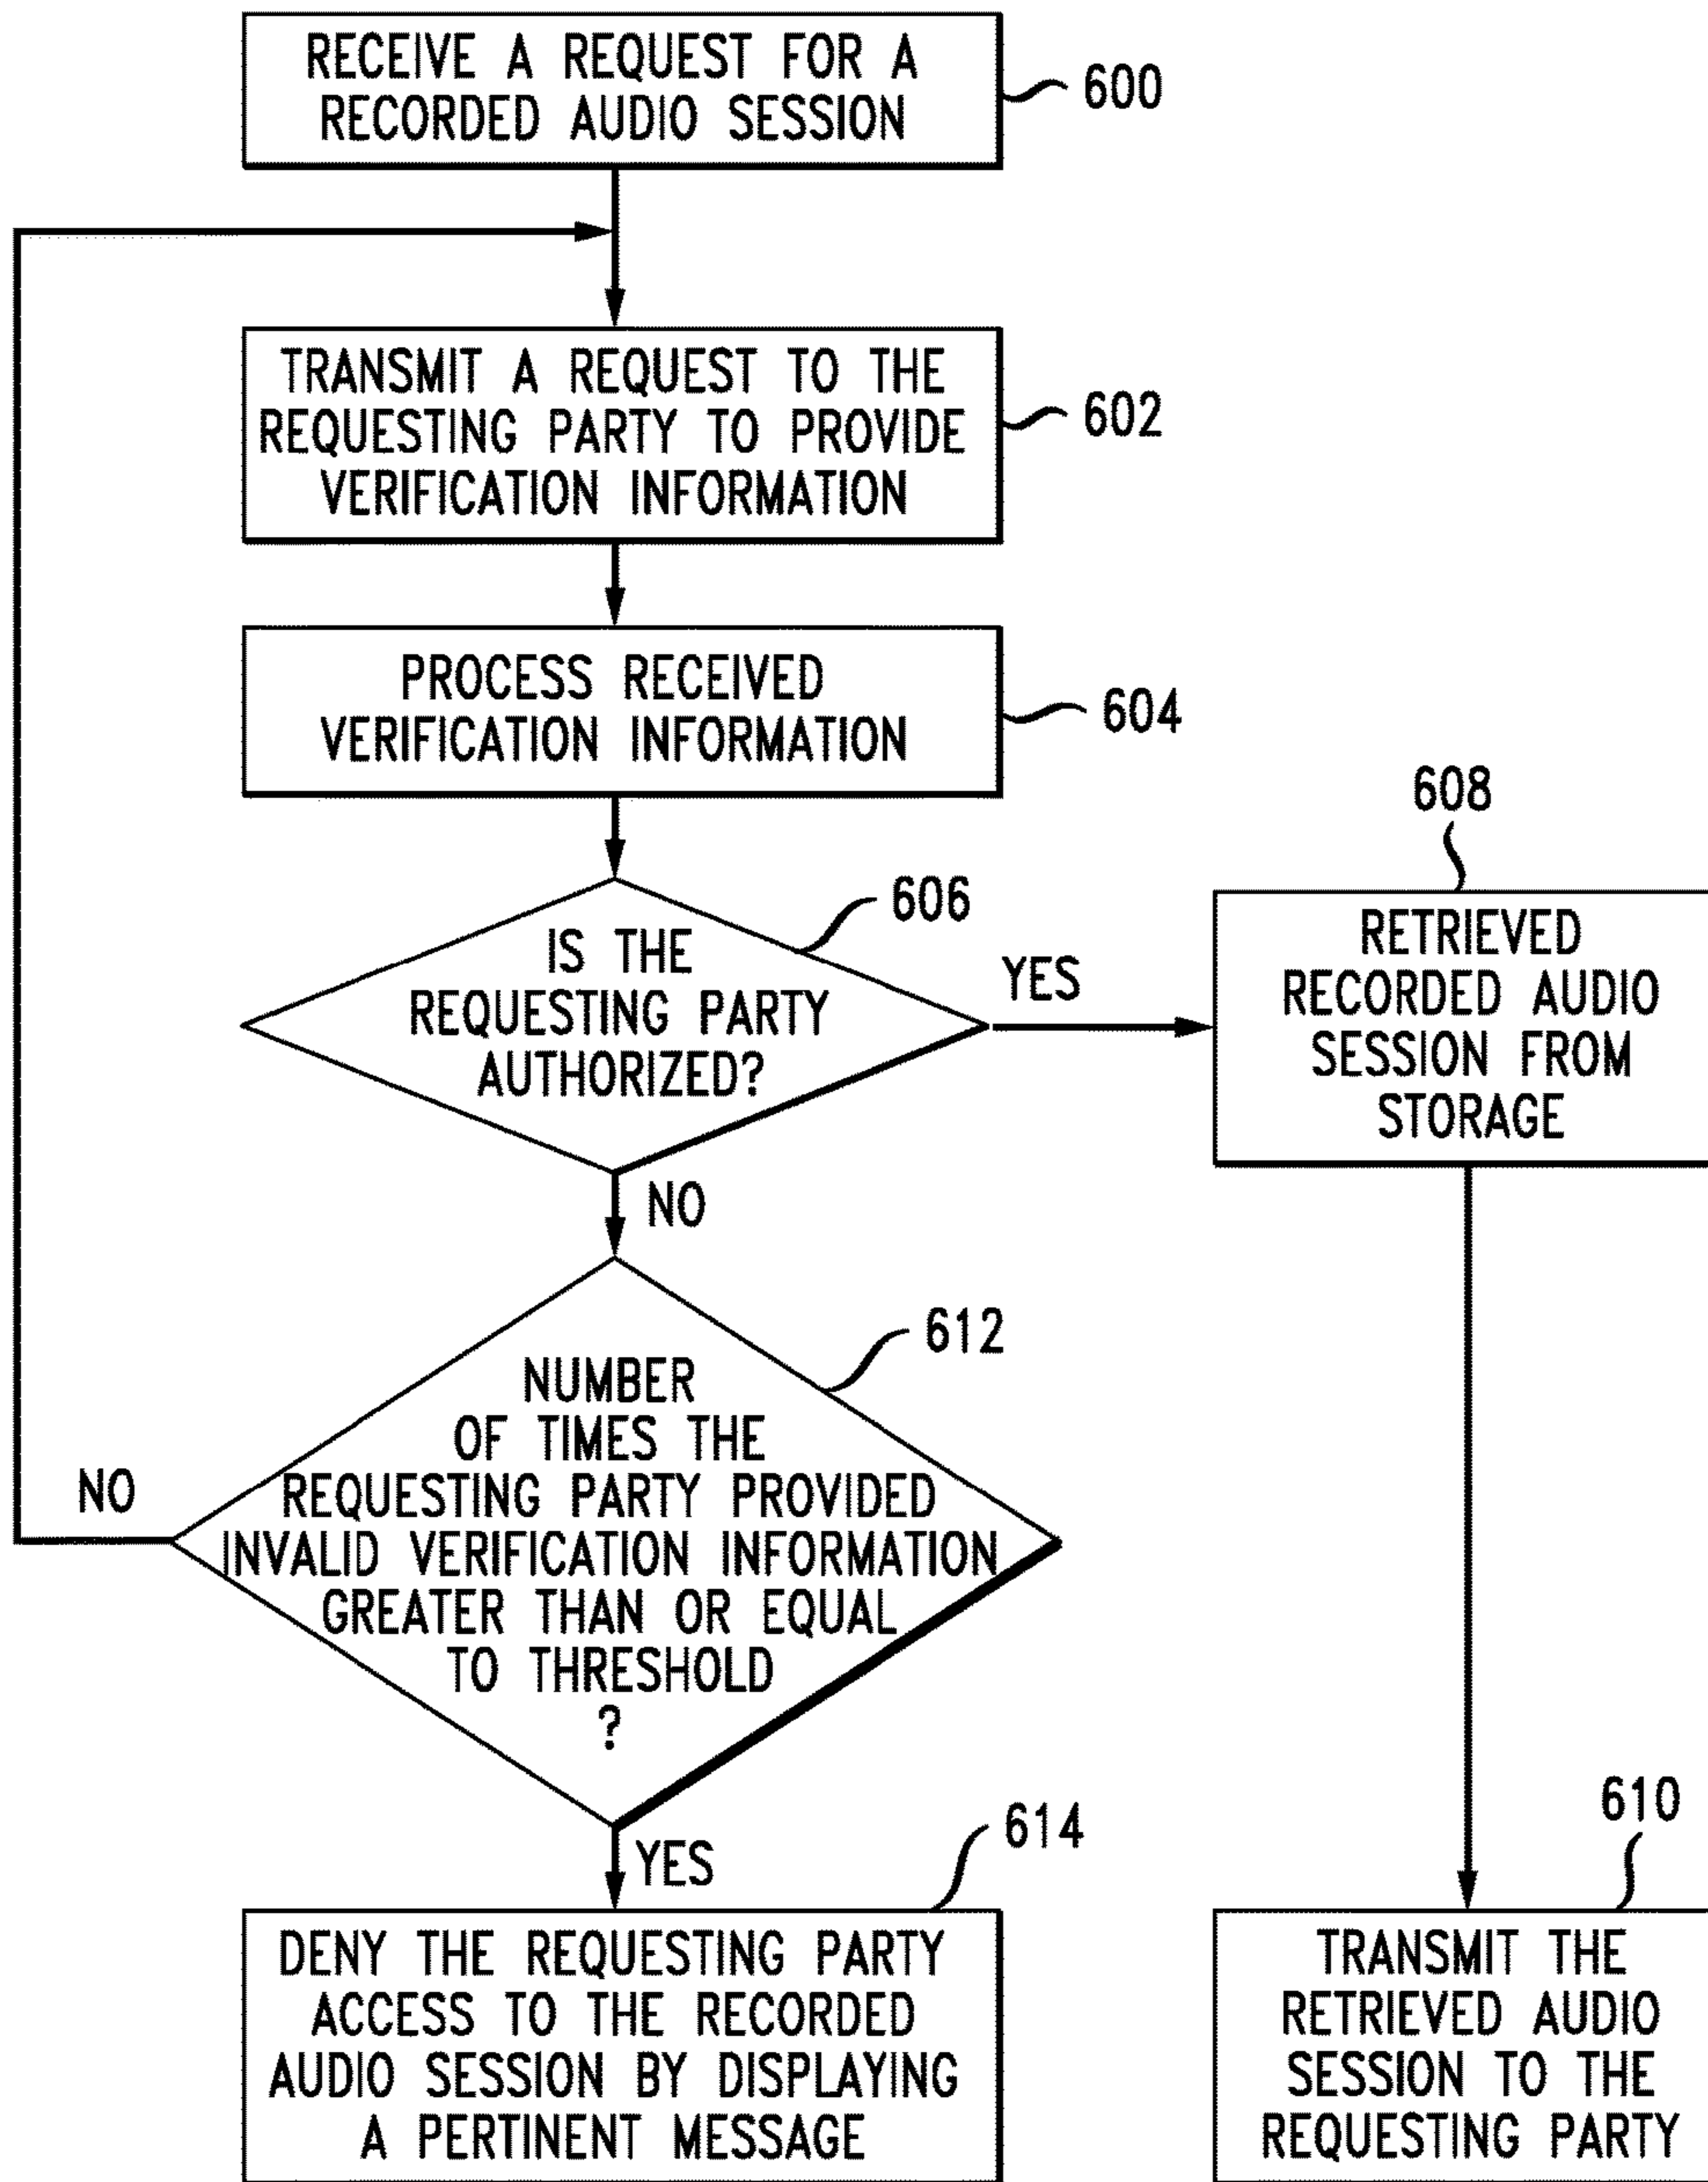 RECEIVE A REQUEST FOR A
RECORDED AUDIO SESSION
600
TRANSMIT A REQUEST TO THE
REQUESTING PARTY TO PROVIDE
VERIFICATION INFORMATION
602
PROCESS RECEIVED
VERIFICATION INFORMATION
604
IS THE
REQUESTING PARTY
AUTHORIZED?
606
YES
NO
608
RETRIEVED
RECORDED AUDIO
SESSION FROM
STORAGE
NUMBER
OF TIMES THE
REQUESTING PARTY PROVIDED
INVALID VERIFICATION INFORMATION
GREATER THAN OR EQUAL
TO THRESHOLD
?
612
NO
YES
614
DENY THE REQUESTING PARTY
ACCESS TO THE RECORDED
AUDIO SESSION BY DISPLAYING
A PERTINENT MESSAGE
610
TRANSMIT THE
RETRIEVED AUDIO
SESSION TO THE
REQUESTING PARTY